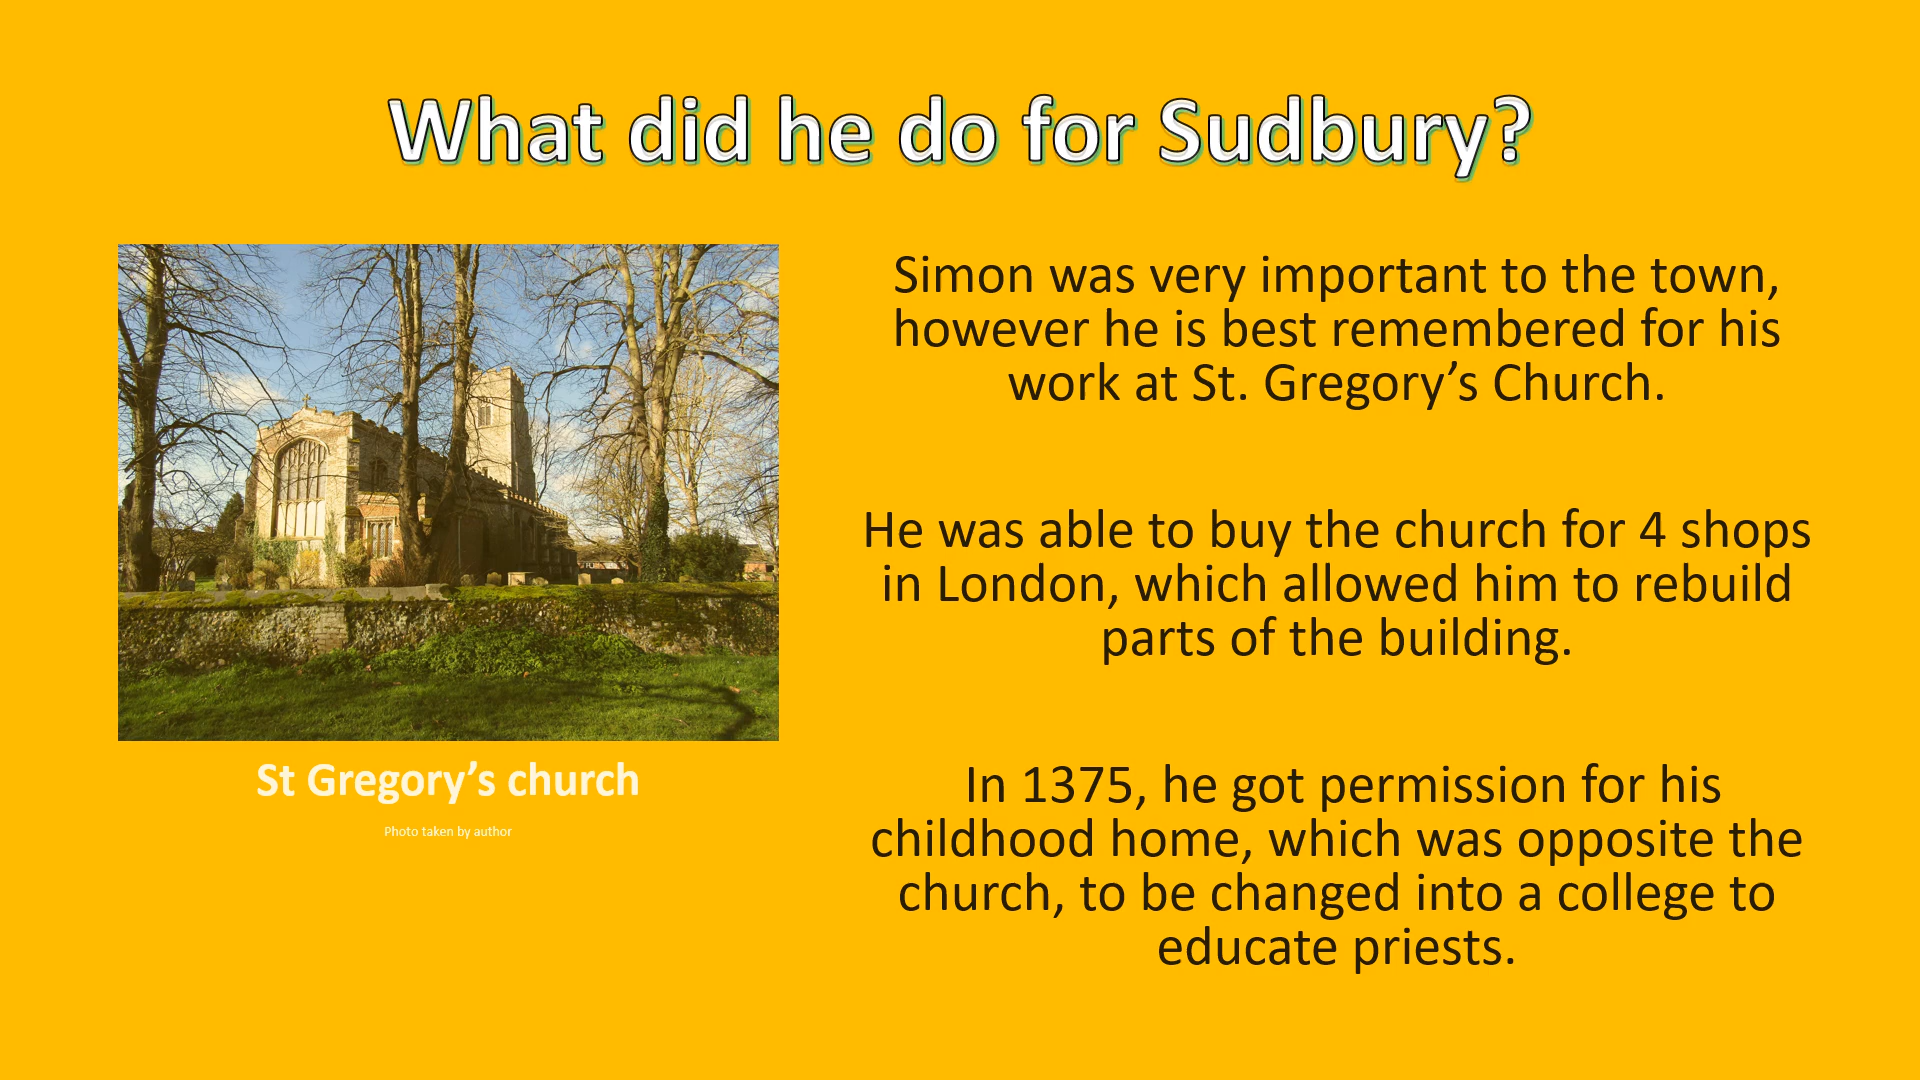 What did he do for Sudbury?
Simon was very important to the town,
however he is best remembered for his
work at St. Gregory’s Church.
He was able to buy the church for 4 shops
in London, which allowed him to rebuild
parts of the building.
In 1375, he got permission for his
childhood home, which was opposite the
church, to be changed into a college to
educate priests.
St Gregory’s church
Photo taken by author